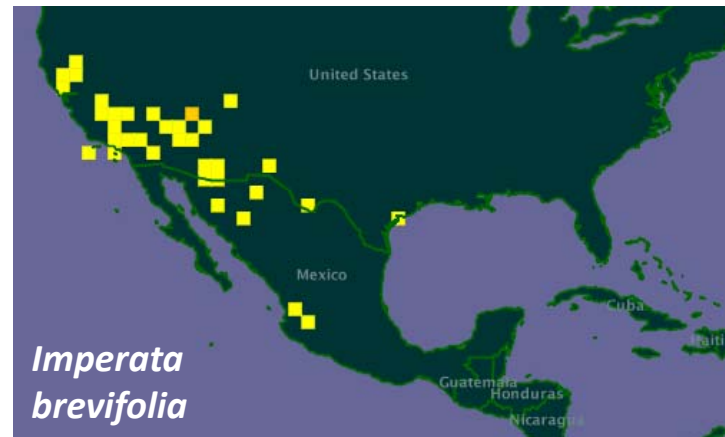 United States
Mexico
Cuba
Haiti
Guatemala
Honduras
Nicaragua
Imperata
brevifolia